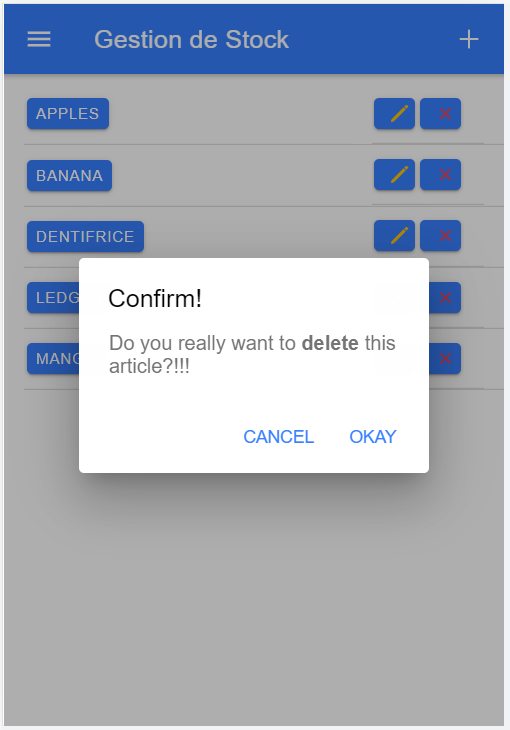 Gestion de Stock
APPLES
BANANA
DENTIFRICE
Confirm!
Do you really want to delete this
article?!!!
CANCEL OKAY